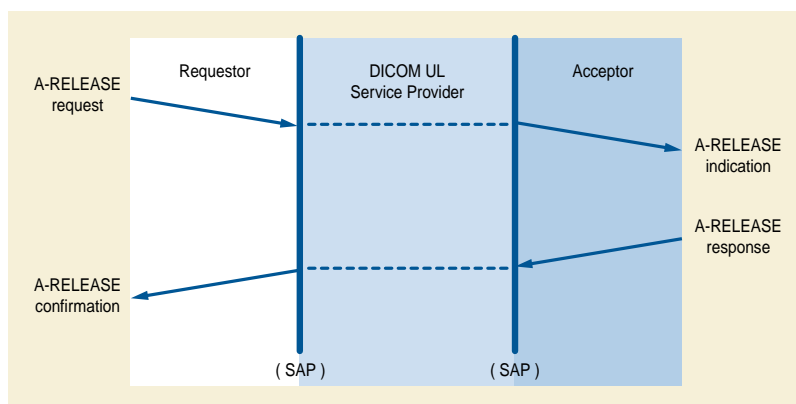 Requestor
DICOM UL
Service Provider
Acceptor
A-RELEASE
request
A-RELEASE
indication
A-RELEASE
response
A-RELEASE
confirmation
( SAP )
( SAP )